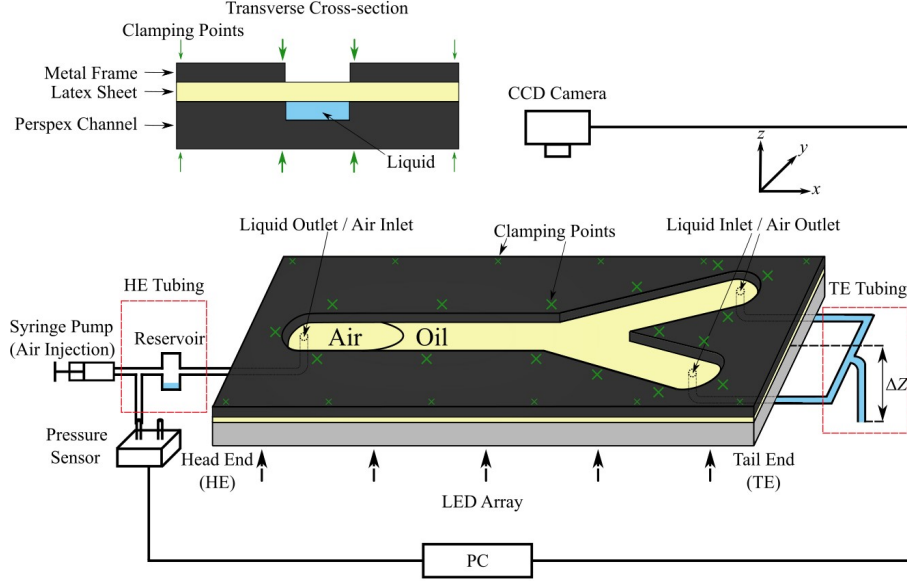 Transverse Cross-section
Clamping Points
Metal Frame
Latex Sheet
Perspex Channel
Liquid
CCD Camera
z
y
x
Liquid Outlet / Air Inlet
Clamping Points
Liquid Inlet / Air Outlet
HE Tubing
TE Tubing
Syringe Pump
(Air Injection)
Reservoir
Air
Oil
ΔZ
Pressure
Sensor
Head End
(HE)
Tail End
(TE)
LED Array
PC